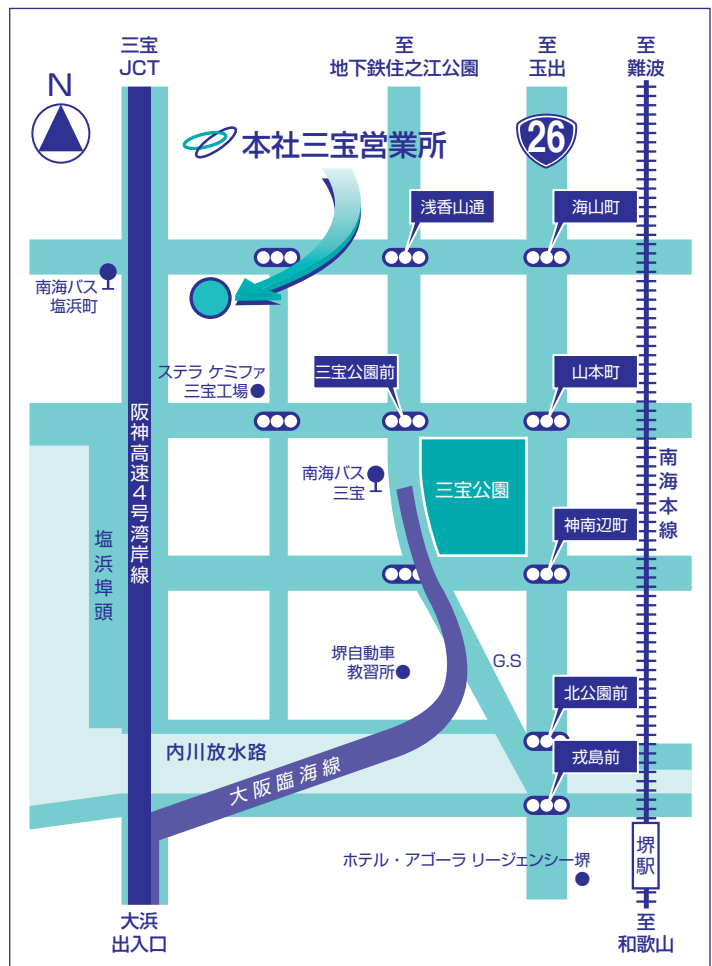 三宝
JCT
至
地下鉄住之江公園
至
玉出
至
難波
N
本社三宝営業所
26
浅香山通
海山町
南海バス
塩浜町
ステラ ケミファ
三宝工場
三宝公園前
山本町
阪神高速4号湾岸線
南海本線
南海バス
三宝
三宝公園
神南辺町
塩浜埠頭
堺自動車
教習所
G.S
北公園前
内川放水路
戎島前
大阪臨海線
ホテル・アゴーラ リージェンシー堺
堺駅
大浜
出入口
至
和歌山